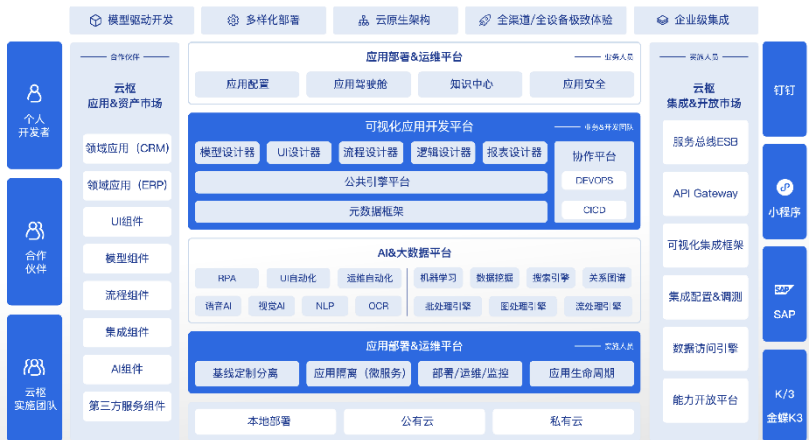 模型驱动开发
多样化部署
云原生架构
全渠道/全设备极致体验
企业级集成
个人
开发者
合作
伙伴
云枢
实施团队
合作伙伴
云枢
应用&资产市场
领域应用（CRM）
领域应用（ERP）
UI组件
模型组件
流程组件
集成组件
AI组件
第三方服务组件
应用部署&运维平台
业务人员
应用配置
应用驾驶舱
知识中心
应用安全
可视化应用开发平台
业务&开发团队
模型设计器
UI设计器
流程设计器
逻辑设计器
报表设计器
公共引擎平台
元数据框架
协作平台
DEVOPS
CICD
AI&大数据平台
RPA
UI自动化
运维自动化
机器学习
数据挖掘
搜索引擎
关系图谱
语音AI
视觉AI
NLP
OCR
批处理引擎
图处理引擎
流处理引擎
应用部署&运维平台
实施人员
基线定制分离
应用隔离（微服务）
部署/运维/监控
应用生命周期
本地部署
公有云
私有云
实施人员
云枢
集成&开放市场
服务总线ESB
API Gateway
可视化集成框架
集成配置&调测
数据访问引擎
能力开放平台
钉钉
小程序
SAP
SAP
K/3
金蝶K3